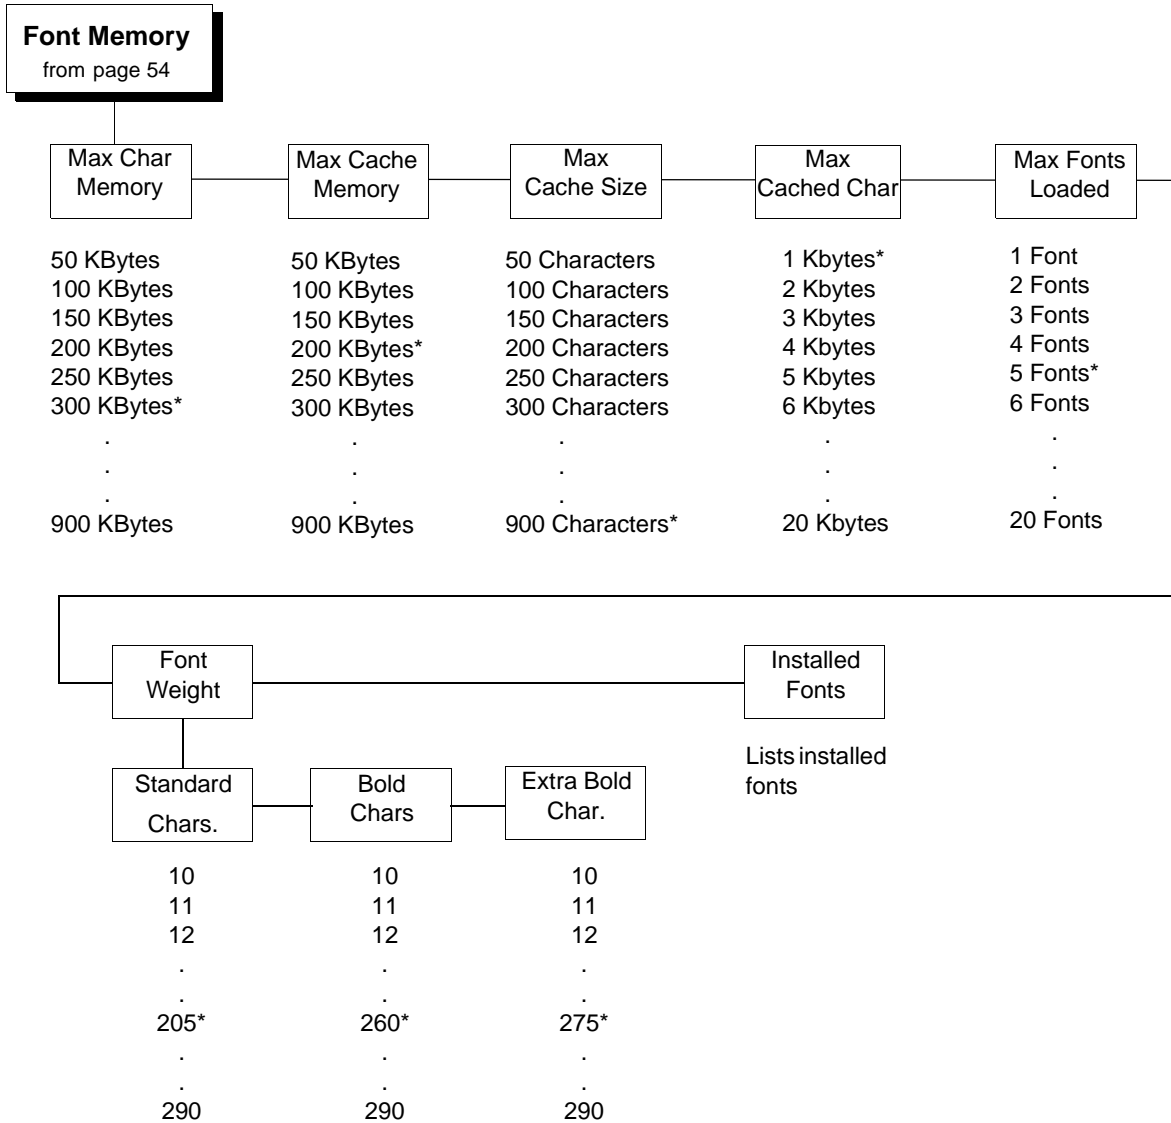 Font Memory
from page 54
Max Char
Memory
Max Cache
Memory
Max
Cache Size
Max
Cached Char
Max Fonts
Loaded
50 KBytes
100 KBytes
150 KBytes
200 KBytes
250 KBytes
300 KBytes*
.
.
.
900 KBytes
50 KBytes
100 KBytes
150 KBytes
200 KBytes*
250 KBytes
300 KBytes
.
.
.
900 KBytes
50 Characters
100 Characters
150 Characters
200 Characters
250 Characters
300 Characters
.
.
.
900 Characters*
1 Kbytes*
2 Kbytes
3 Kbytes
4 Kbytes
5 Kbytes
6 Kbytes
.
.
.
20 Kbytes
1 Font
2 Fonts
3 Fonts
4 Fonts
5 Fonts*
6 Fonts
.
.
.
20 Fonts
Font
Weight
Installed
Fonts
Lists installed
fonts
Standard
Chars.
Bold
Chars
Extra Bold
Char.
10
11
12
.
.
205*
.
.
290
10
11
12
.
.
260*
.
.
290
10
11
12
.
.
275*
.
.
290